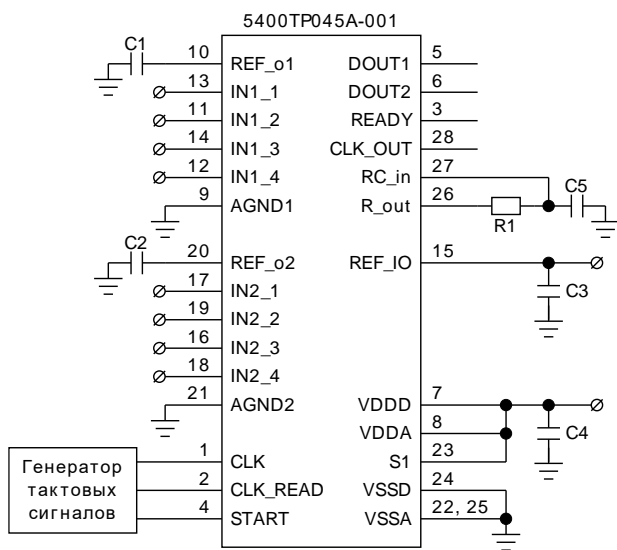 5400TP045A-001
C1
10 REF_o1
13 IN1_1
11 IN1_2
14 IN1_3
12 IN1_4
9 AGND1
C2
20 REF_o2
17 IN2_1
19 IN2_2
16 IN2_3
18 IN2_4
21 AGND2
1 CLK
2 CLK_READ
4 START
Генератор
тактовых
сигналов
DOUT1 5
DOUT2 6
READY 3
CLK_OUT 28
RC_in 27
R_out 26
R1
C5
REF_IO 15
C3
VDDD 7
VDDA 8
C4
S1 23
VSSD 24
VSSA 22, 25